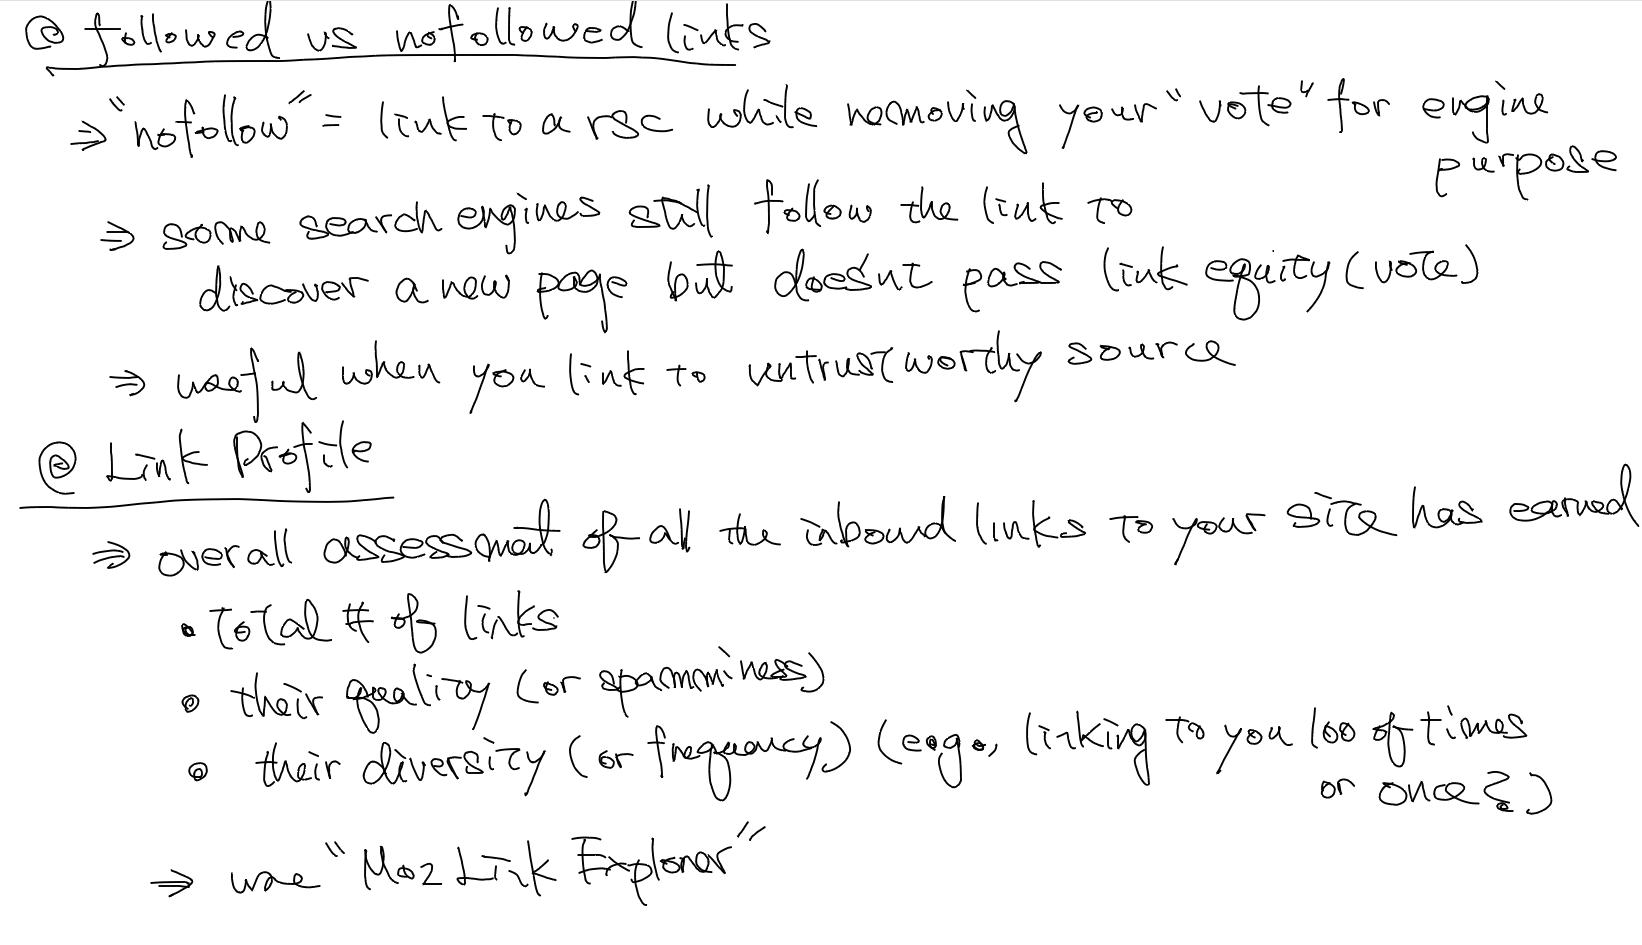 @ followed vs nofollowed links
⇒ "nofollow" = link to a rsc while removing your "vote" for engine
purpose
⇒ some search engines still follow the link to
discover a new page but doesn't pass link equity (vote)
⇒ useful when you link to untrustworthy source
@ Link Profile
⇒ overall assessment of all the inbound links to your site has earned
• Total # of links
• their quality (or spamminess)
• their diversity (or frequency) (e.g., linking to you 100 of times
or once?)
⇒ use "Moz Link Explorer"